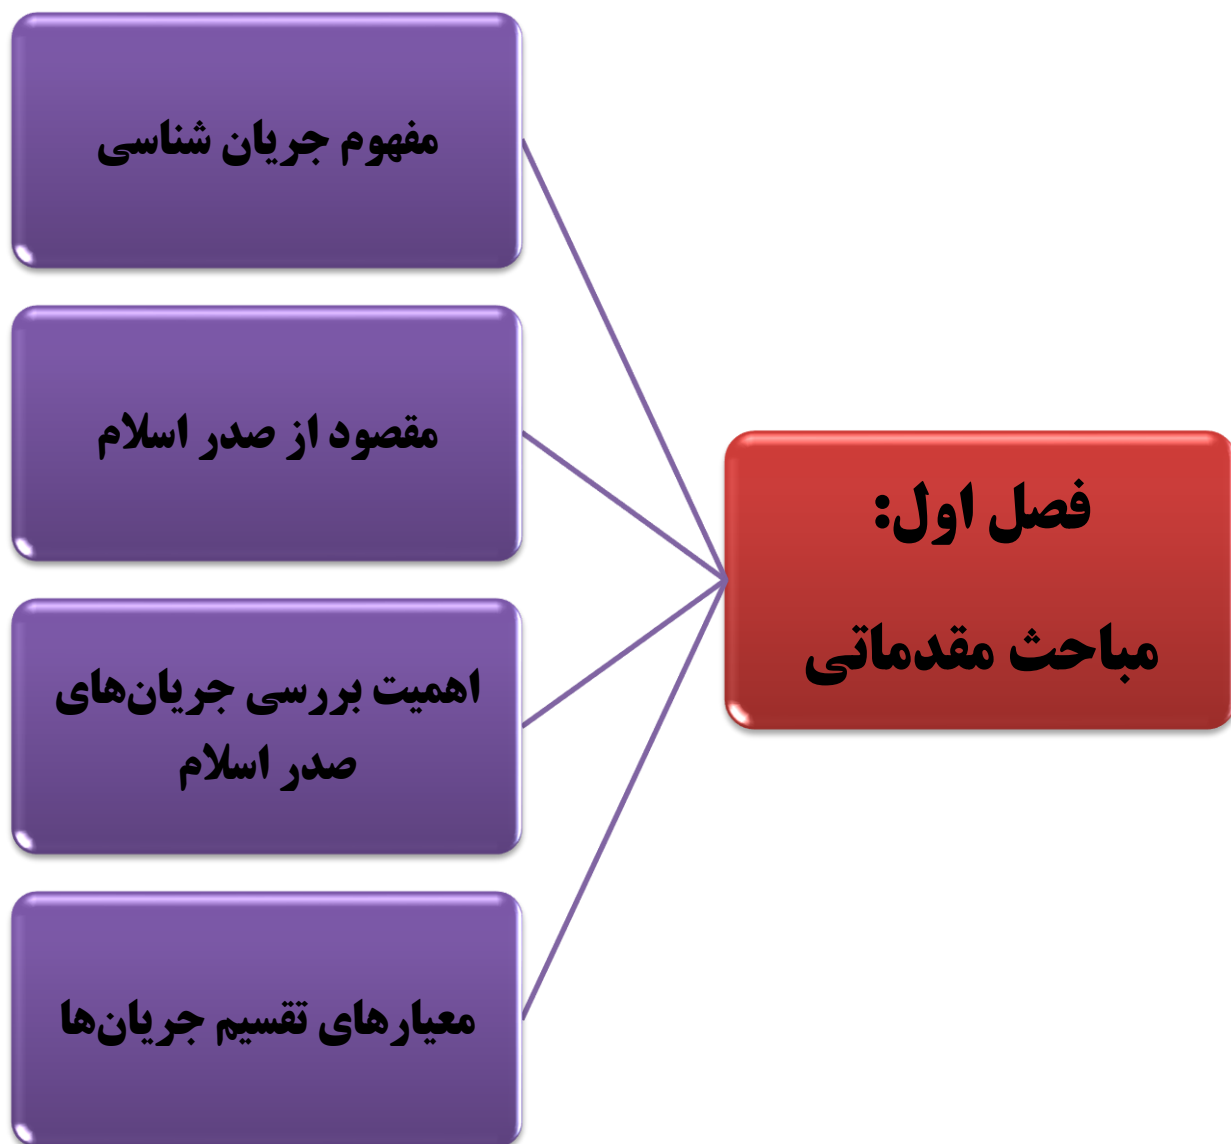 فصل اول:
مباحث مقدماتی
مفهوم جریان شناسی
مقصود از صدر اسلام
اهمیت بررسی جریان‌های
صدر اسلام
معیارهای تقسیم جریان‌ها